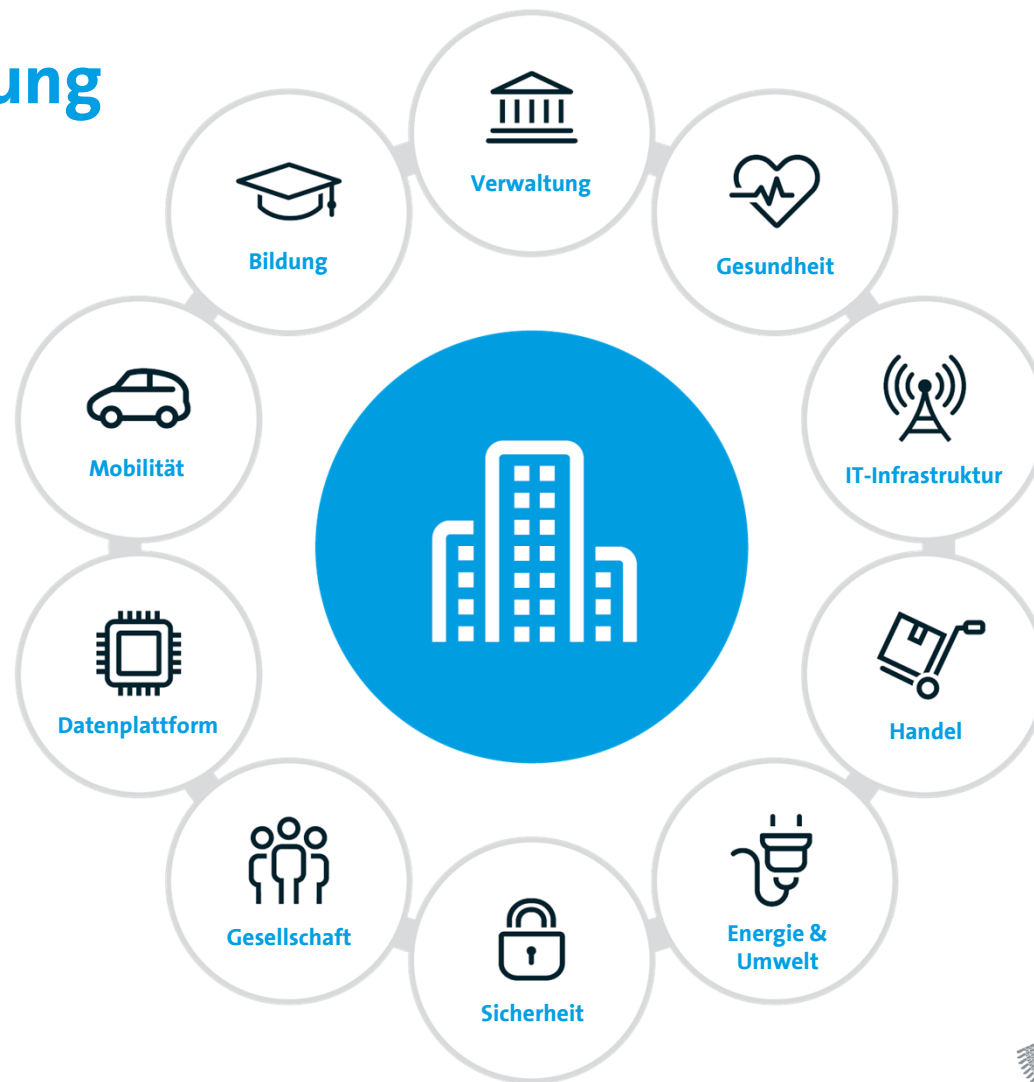 ung
Verwaltung
Bildung
Gesundheit
Mobilität
IT-Infrastruktur
Datenplattform
Handel
Gesellschaft
Energie &
Umwelt
Sicherheit